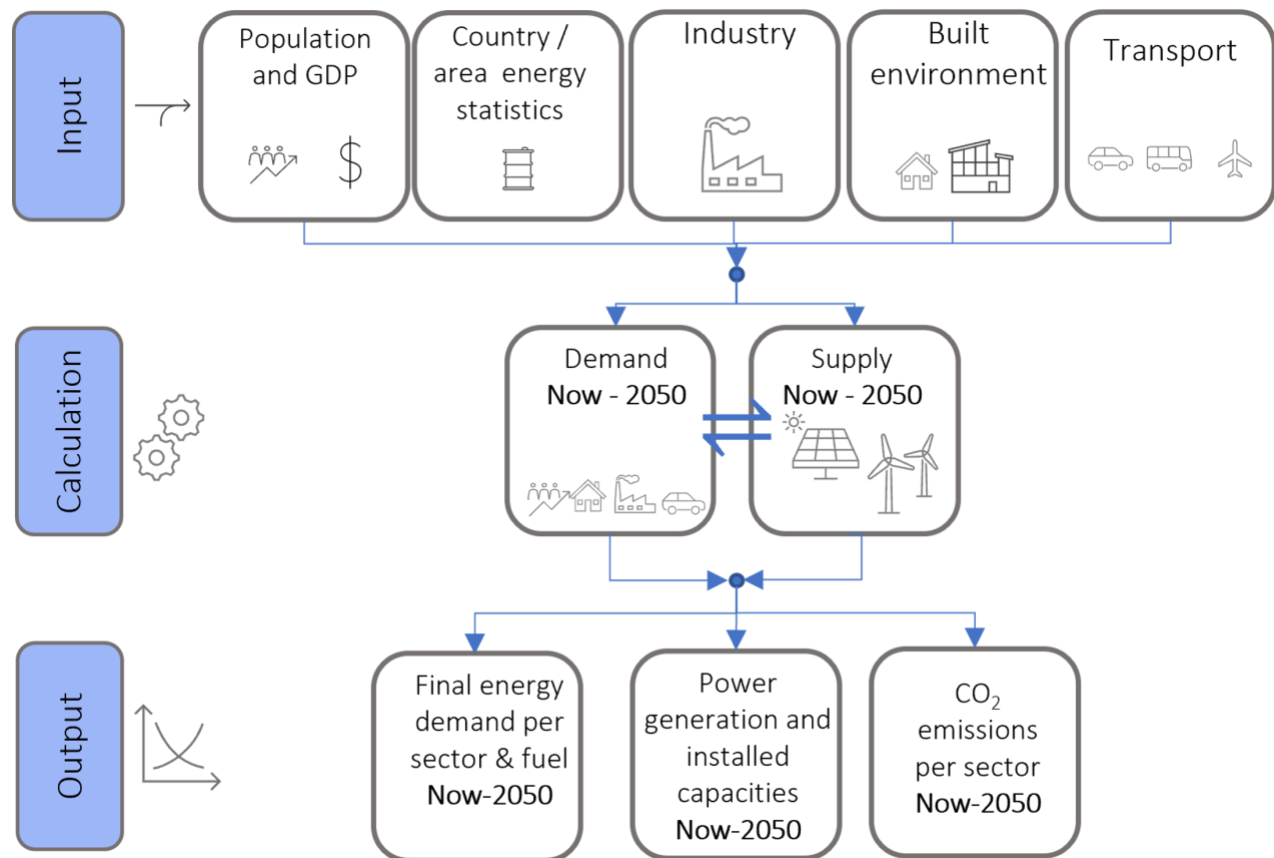 Input
Population
and GDP
$
Country /
area energy
statistics
Industry
Built
environment
Transport
Calculation
Demand
Now - 2050
Supply
Now - 2050
Output
Final energy
demand per
sector & fuel
Now-2050
Power
generation and
installed
capacities
Now-2050
CO₂
emissions
per sector
Now-2050